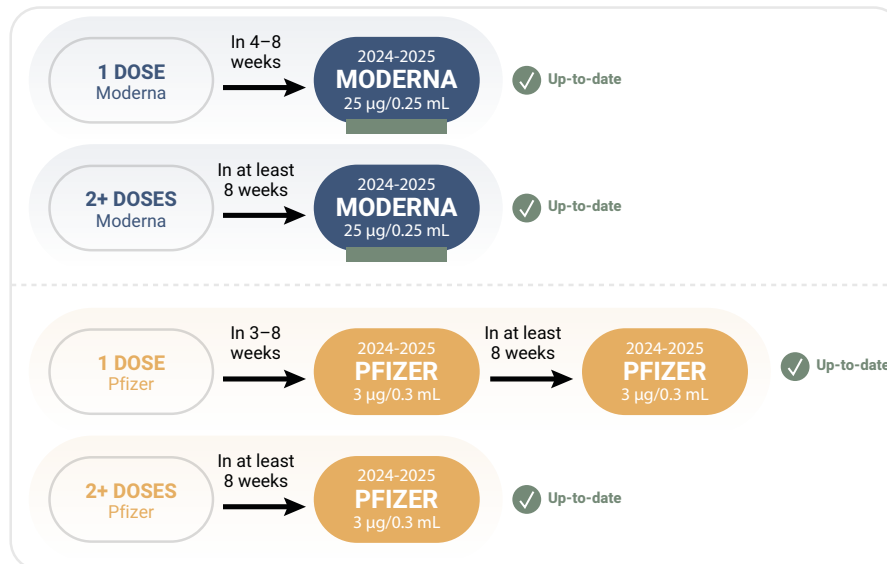 In 4–8
weeks
1 DOSE
Moderna
2024-2025
MODERNA
25 µg/0.25 mL
Up-to-date
In at least
8 weeks
2+ DOSES
Moderna
2024-2025
MODERNA
25 µg/0.25 mL
Up-to-date
In 3–8
weeks
1 DOSE
Pfizer
2024-2025
PFIZER
3 µg/0.3 mL
In at least
8 weeks
2024-2025
PFIZER
3 µg/0.3 mL
Up-to-date
In at least
8 weeks
2+ DOSES
Pfizer
2024-2025
PFIZER
3 µg/0.3 mL
Up-to-date